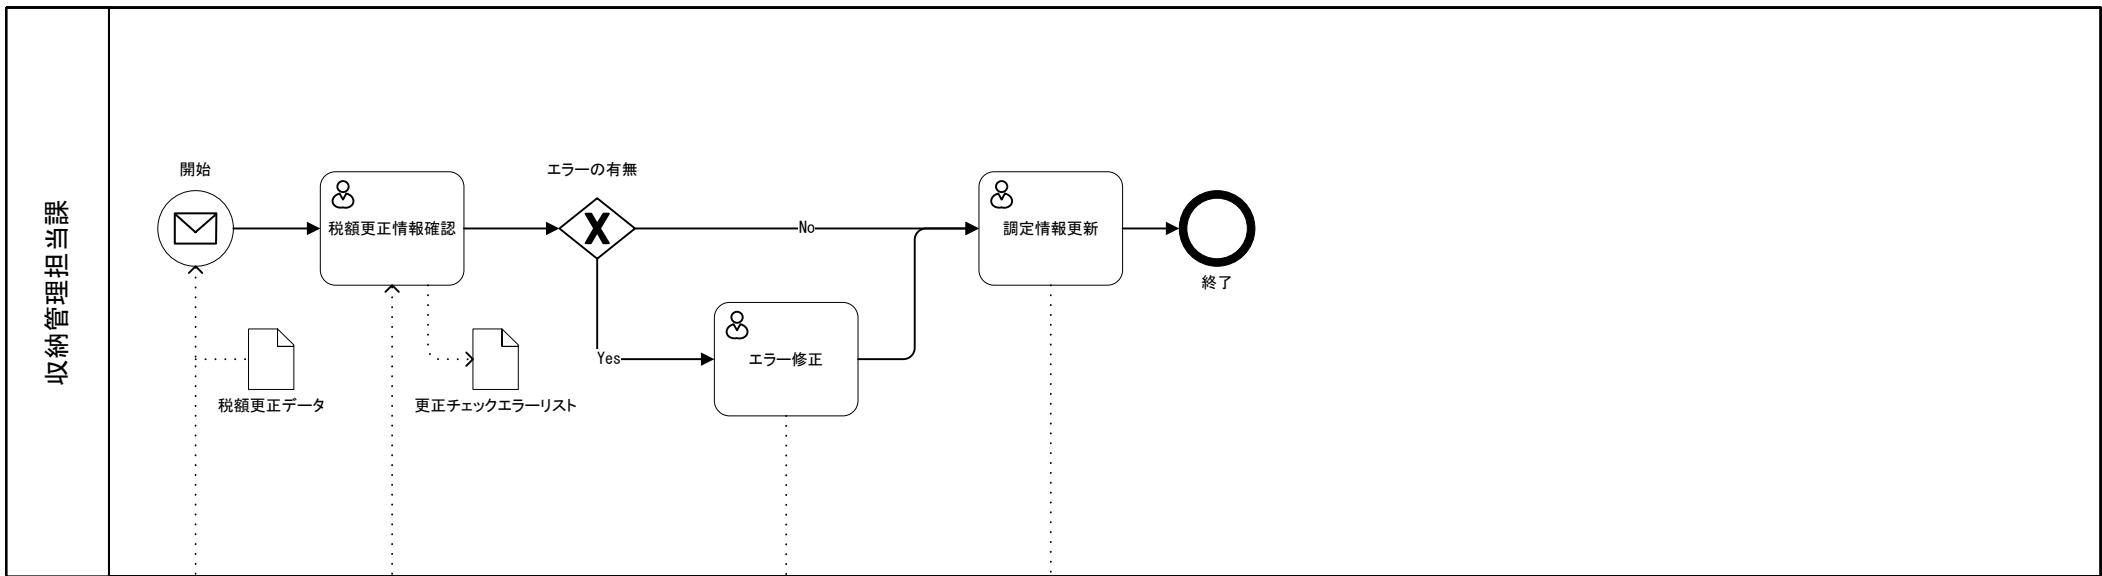 収納管理担当課
開始
エラーの有無
税額更正情報確認
No
調定情報更新
終了
Yes
エラー修正
税額更正データ
更正チェックエラーリスト